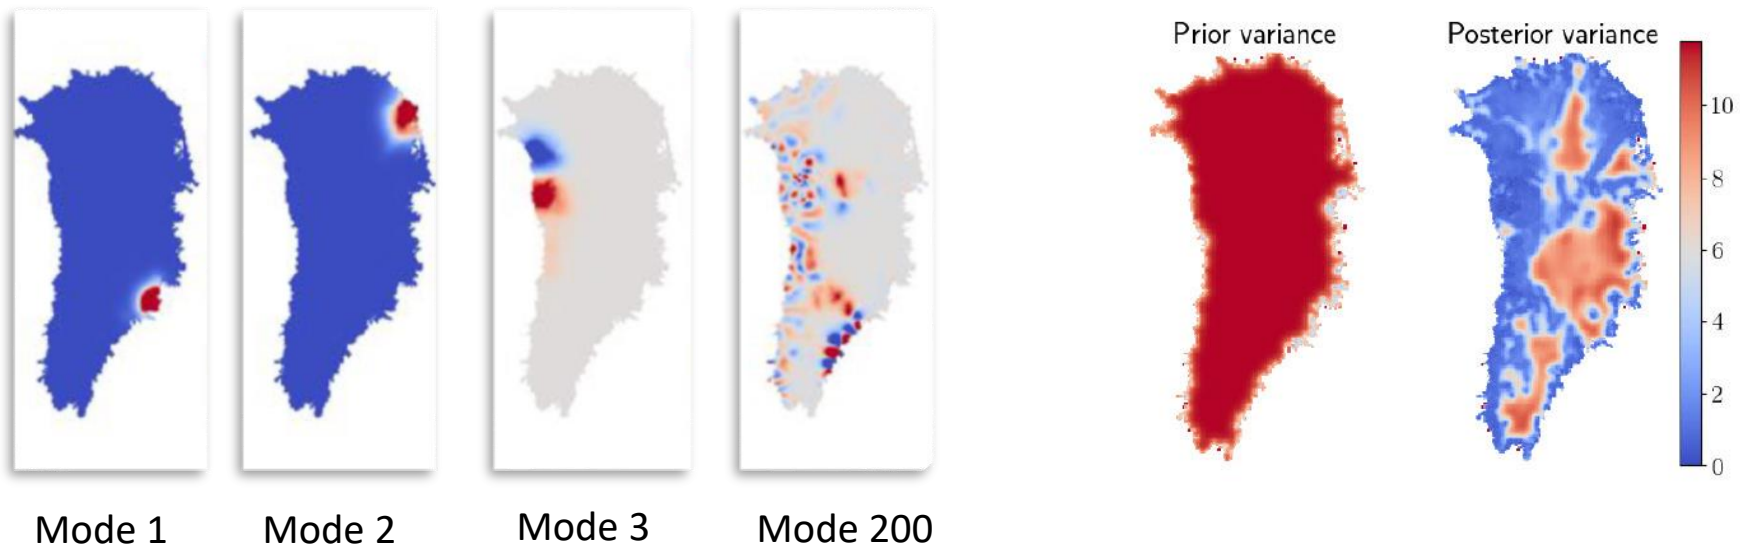 Prior variance
Posterior variance
10
8
6
4
2
0
Mode 1
Mode 2
Mode 3
Mode 200